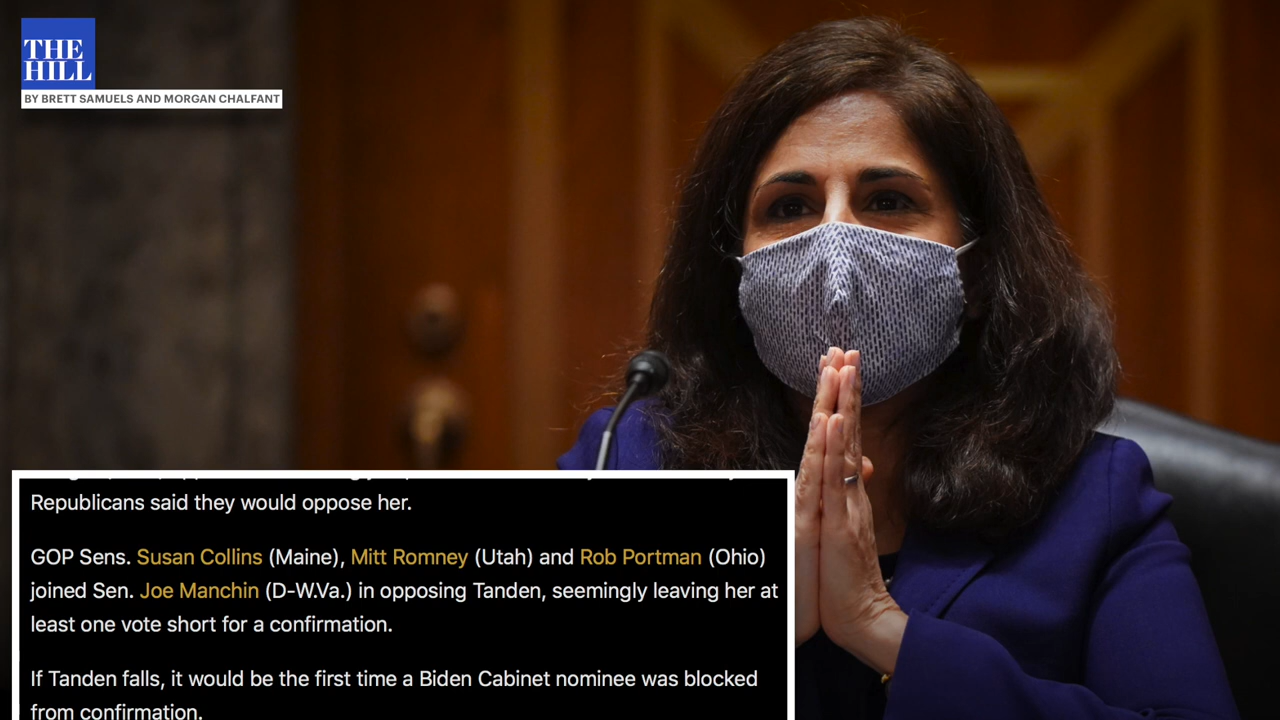 THE
HILL
BY BRETT SAMUELS AND MORGAN CHALFANT
Republicans said they would oppose her.
GOP Sens. Susan Collins (Maine), Mitt Romney (Utah) and Rob Portman (Ohio)
joined Sen. Joe Manchin (D-W.Va.) in opposing Tanden, seemingly leaving her at
least one vote short for a confirmation.
If Tanden falls, it would be the first time a Biden Cabinet nominee was blocked
from confirmation.